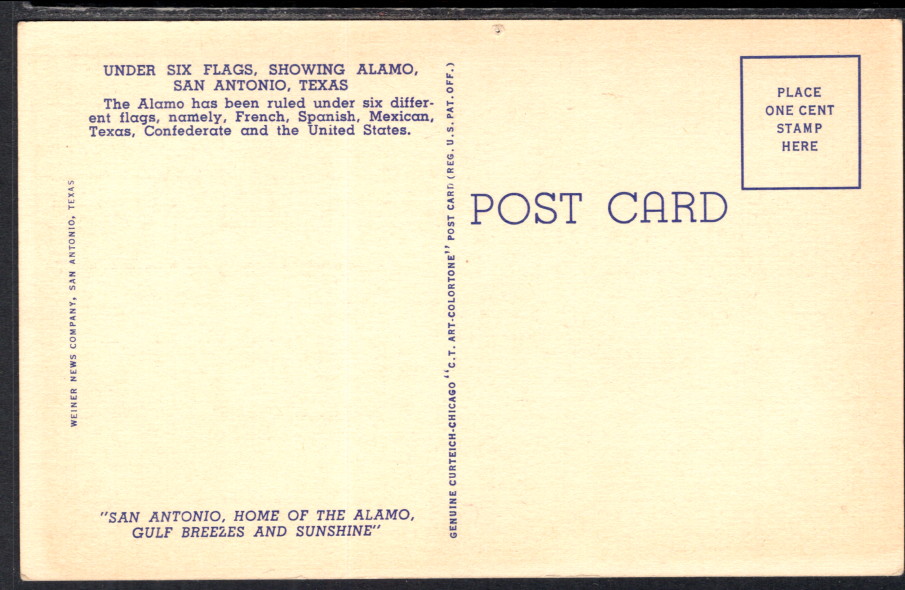 UNDER SIX FLAGS, SHOWING ALAMO,
SAN ANTONIO, TEXAS
The Alamo has been ruled under six differ-
ent flags, namely, French, Spanish, Mexican,
Texas, Confederate and the United States.
WEINER NEWS COMPANY, SAN ANTONIO, TEXAS
"SAN ANTONIO, HOME OF THE ALAMO,
GULF BREEZES AND SUNSHINE"
GENUINE CURTEICH-CHICAGO "C.T. ART-COLORTONE" POST CARD (REG. U.S. PAT. OFF.)
POST CARD
PLACE
ONE CENT
STAMP
HERE